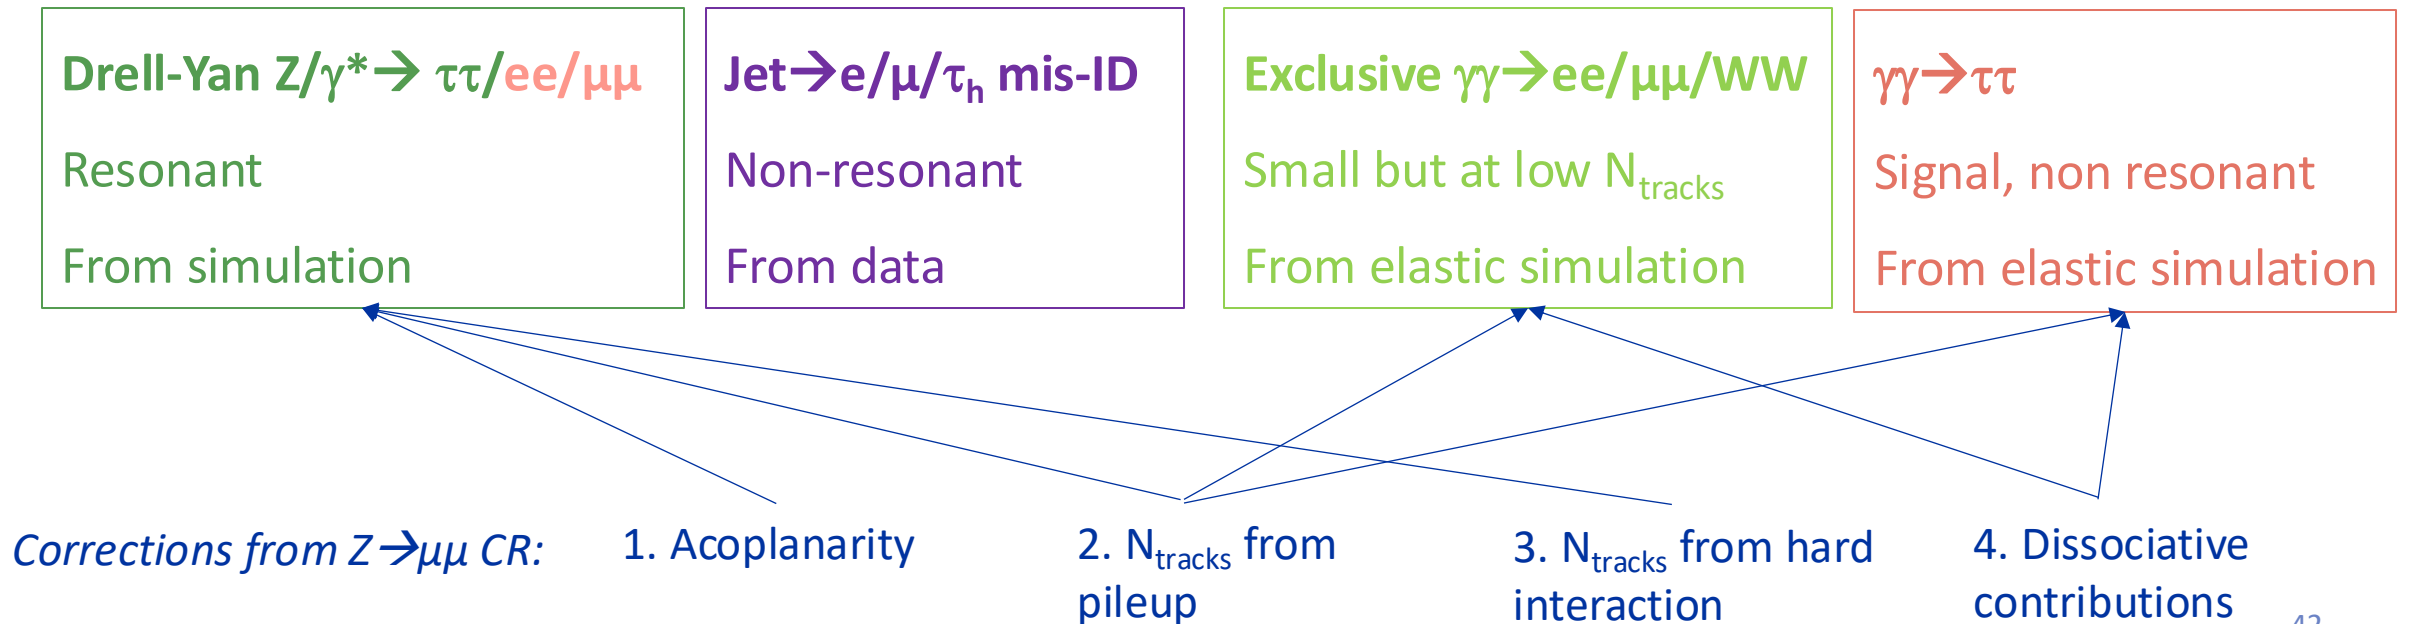 Drell-Yan Z/γ*→ ττ/ee/μμ
Resonant
From simulation
Jet→e/μ/τh mis-ID
Non-resonant
From data
Exclusive γγ→ee/μμ/WW
Small but at low Ntracks
From elastic simulation
γγ→ττ
Signal, non resonant
From elastic simulation
Corrections from Z→μμ CR:
1. Acoplanarity
2. Ntracks from
pileup
3. Ntracks from hard
interaction
4. Dissociative
contributions